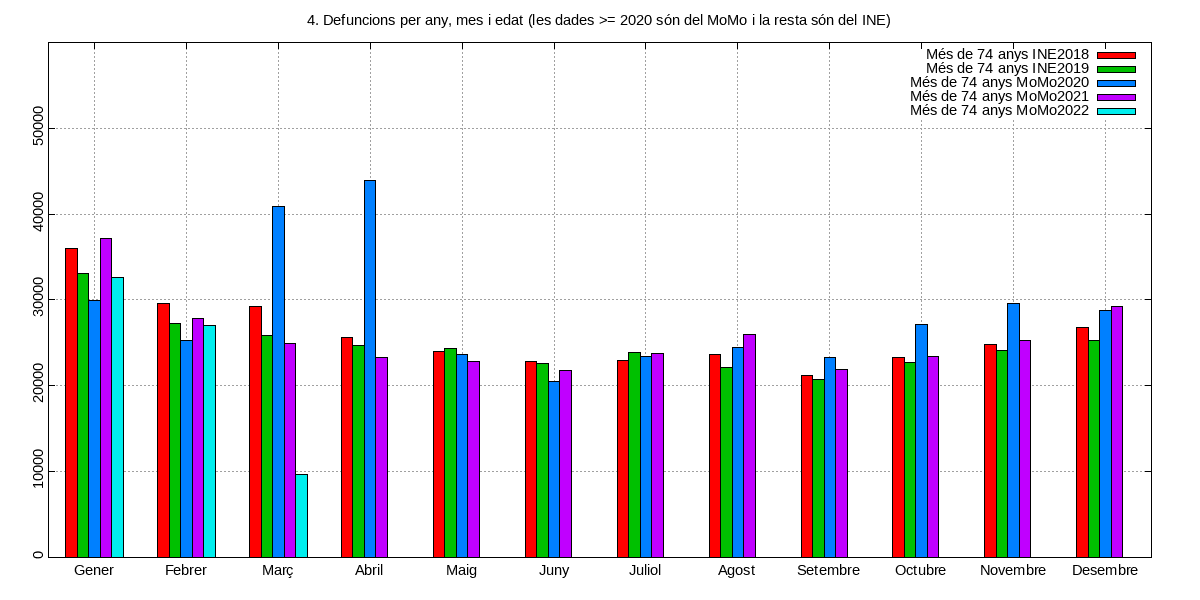 4. Defuncions per any, mes i edat (les dades >= 2020 són del MoMo i la resta són del INE)
Més de 74 anys INE2018
Més de 74 anys INE2019
Més de 74 anys MoMo2020
Més de 74 anys MoMo2021
Més de 74 anys MoMo2022
50000
40000
30000
20000
10000
0
Gener Febrer Març Abril Maig Juny Juliol Agost Setembre Octubre Novembre Desembre